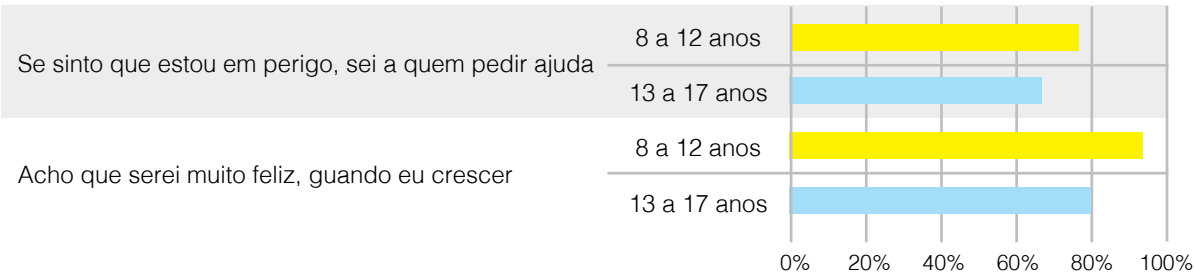 8 a 12 anos
Se sinto que estou em perigo, sei a quem pedir ajuda
13 a 17 anos
8 a 12 anos
Acho que serei muito feliz, guando eu crescer
13 a 17 anos
0% 20% 40% 60% 80% 100%